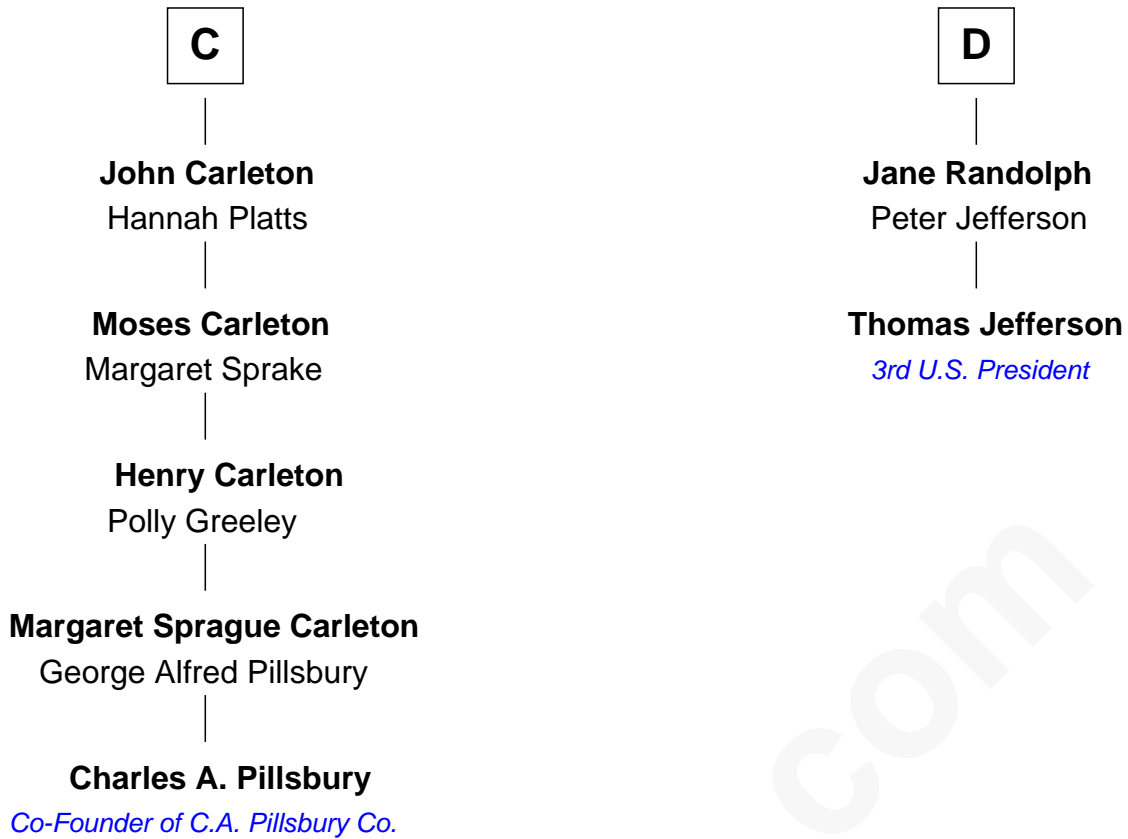 C
John Carleton
Hannah Platts
Moses Carleton
Margaret Sprake
Henry Carleton
Polly Greeley
Margaret Sprague Carleton
George Alfred Pillsbury
Charles A. Pillsbury
Co-Founder of C.A. Pillsbury Co.
D
Jane Randolph
Peter Jefferson
Thomas Jefferson
3rd U.S. President
com